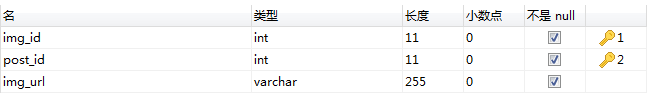 名 类型 长度 小数点 不是 null
img_id int 11 0 1
post_id int 11 0 2
img_url varchar 255 0